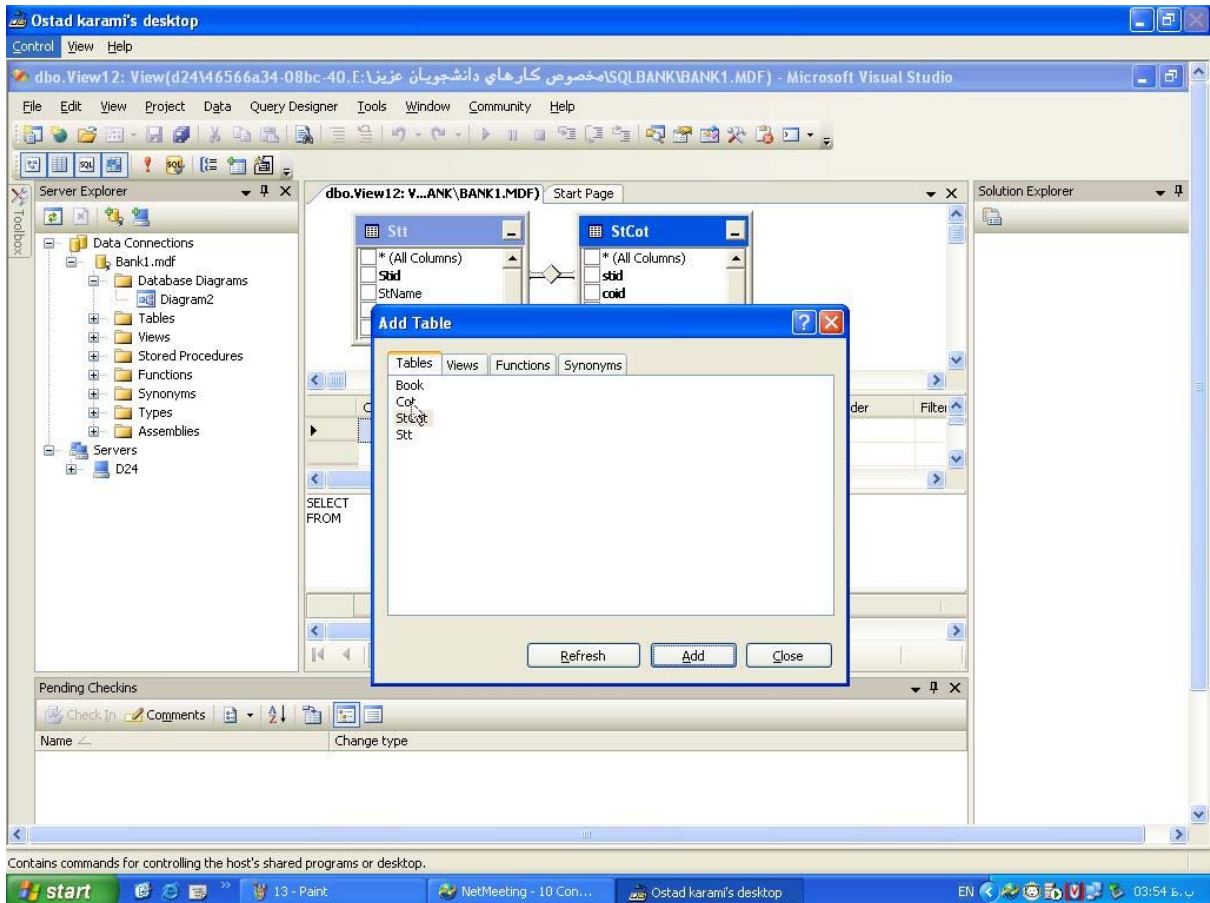 Ostad karami's desktop
Control View Help
dbo.View12: View(d24\46566a34-08bc-40.E:\مخصوص کارهاي دانشجويان عزيز\SQLBANK\BANK1.MDF) - Microsoft Visual Studio
File Edit View Project Data Query Designer Tools Window Community Help
Server Explorer
dbo.View12: V...ANK\BANK1.MDF) Start Page
Solution Explorer
Toolbox
Data Connections
Bank1.mdf
Database Diagrams
Diagram2
Tables
Views
Stored Procedures
Functions
Synonyms
Types
Assemblies
Servers
D24
Stt
* (All Columns)
Stid
StName
StCot
* (All Columns)
stid
coid
Add Table
Tables Views Functions Synonyms
Book
Cot
StCot
Stt
Refresh Add Close
SELECT
FROM
Pending Checkins
Check In Comments
Name Change type
Contains commands for controlling the host's shared programs or desktop.
start 13 - Paint NetMeeting - 10 Con... Ostad karami's desktop EN 03:54 ب.ظ